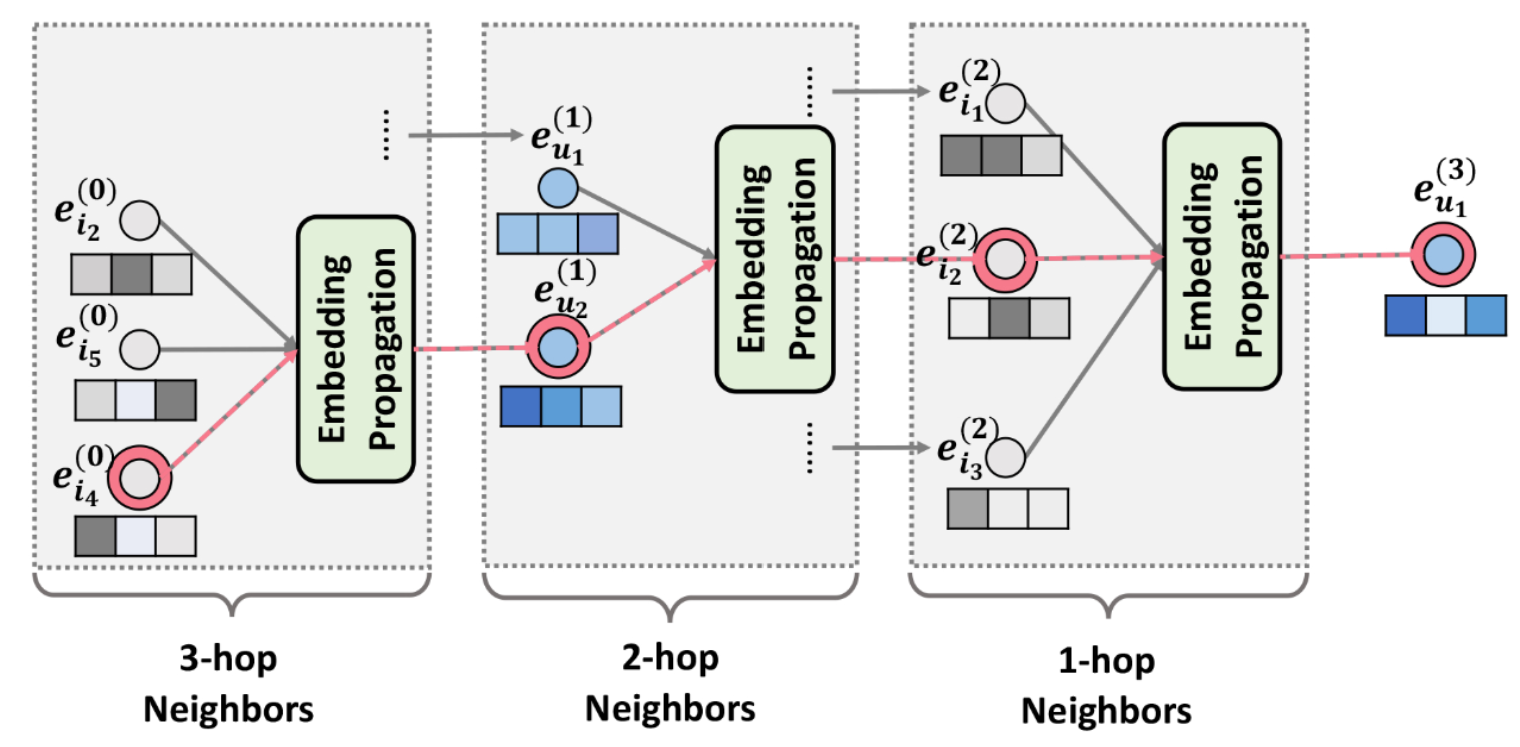 e_{i_2}^{(0)}
e_{i_5}^{(0)}
e_{i_4}^{(0)}
Embedding
Propagation
3-hop
Neighbors
......
e_{u_1}^{(1)}
e_{u_2}^{(1)}
Embedding
Propagation
2-hop
Neighbors
......
......
e_{i_1}^{(2)}
e_{i_2}^{(2)}
e_{i_3}^{(2)}
Embedding
Propagation
1-hop
Neighbors
e_{u_1}^{(3)}